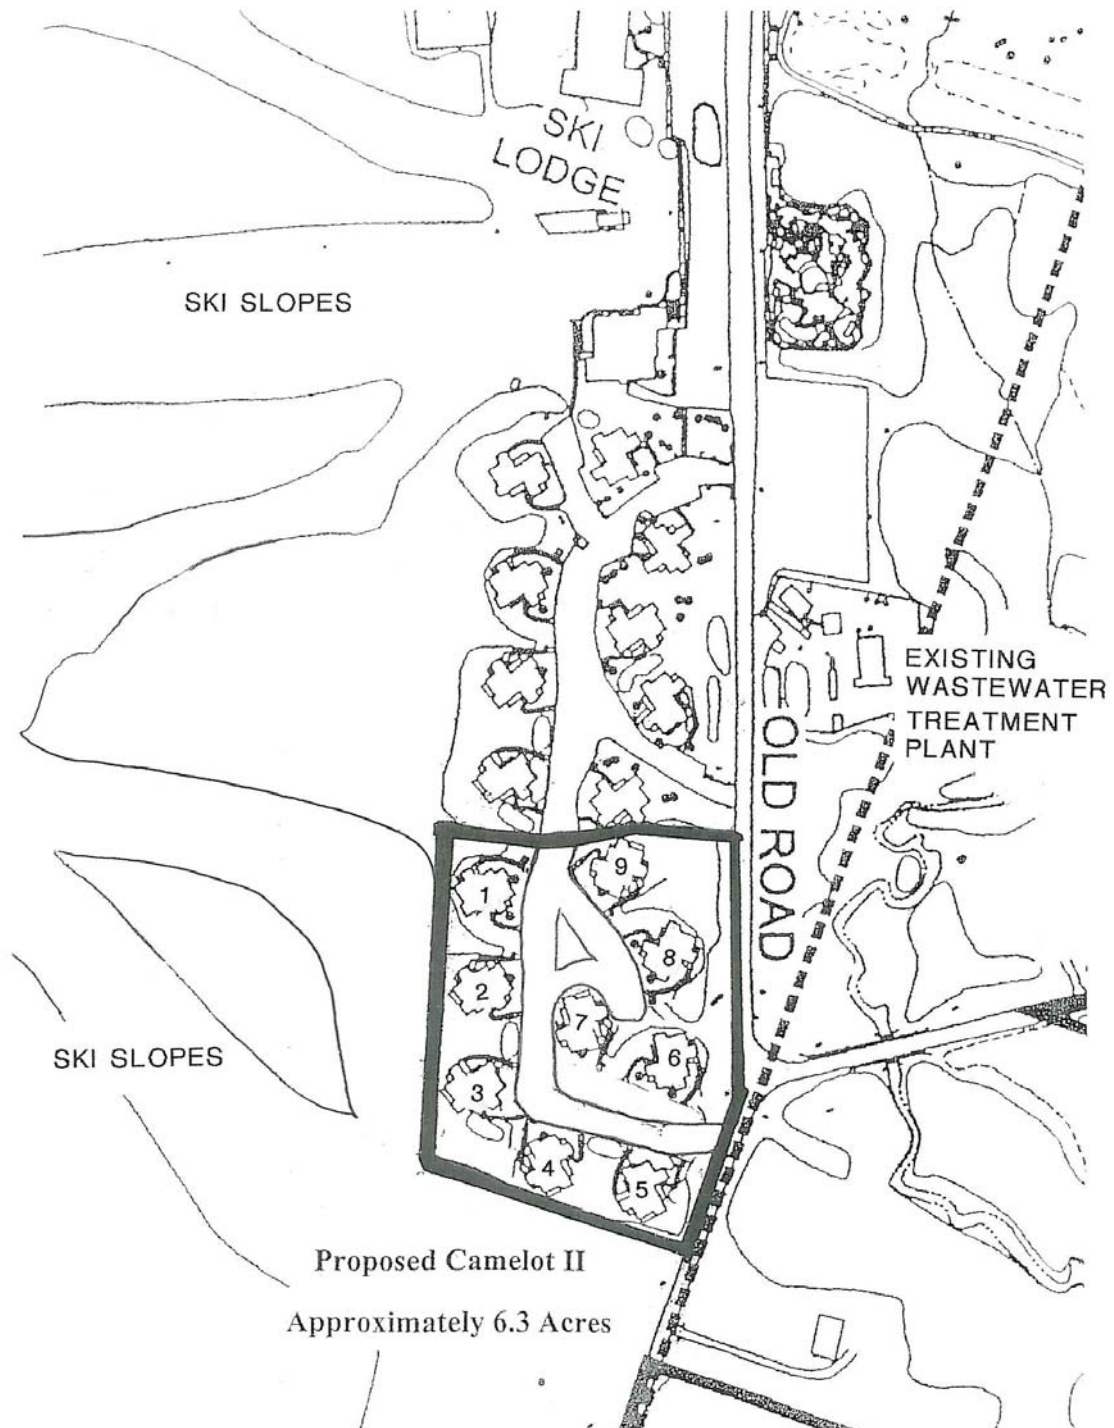 SKI
LODGE
SKI SLOPES
EXISTING
WASTEWATER
TREATMENT
PLANT
OLD ROAD
9
1
8
2
7
6
SKI SLOPES
3
4
5
Proposed Camelot II
Approximately 6.3 Acres